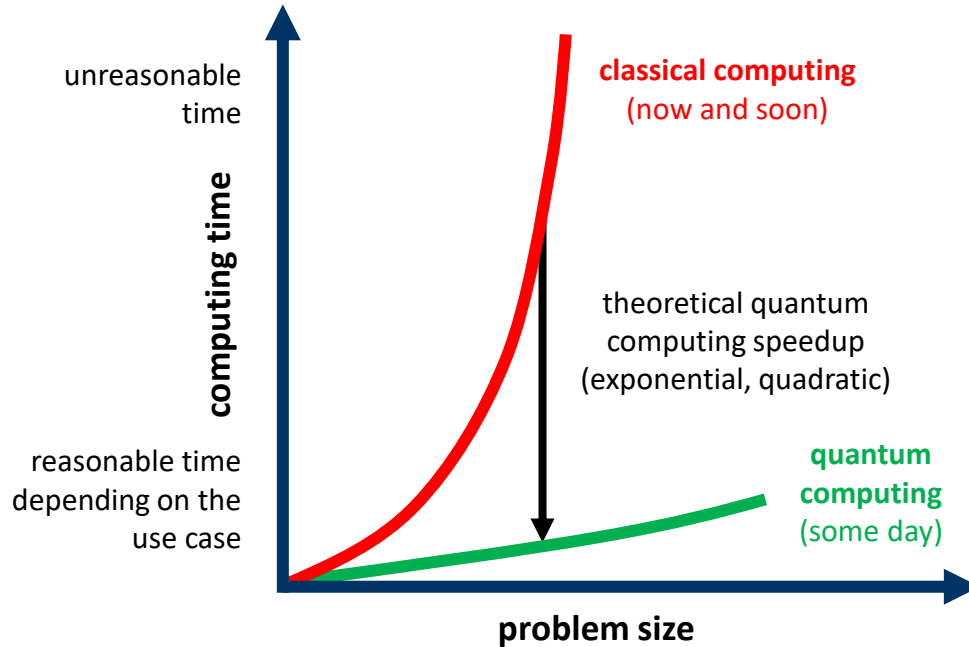 unreasonable
time
classical computing
(now and soon)
computing time
theoretical quantum
computing speedup
(exponential, quadratic)
reasonable time
depending on the
use case
quantum
computing
(some day)
problem size